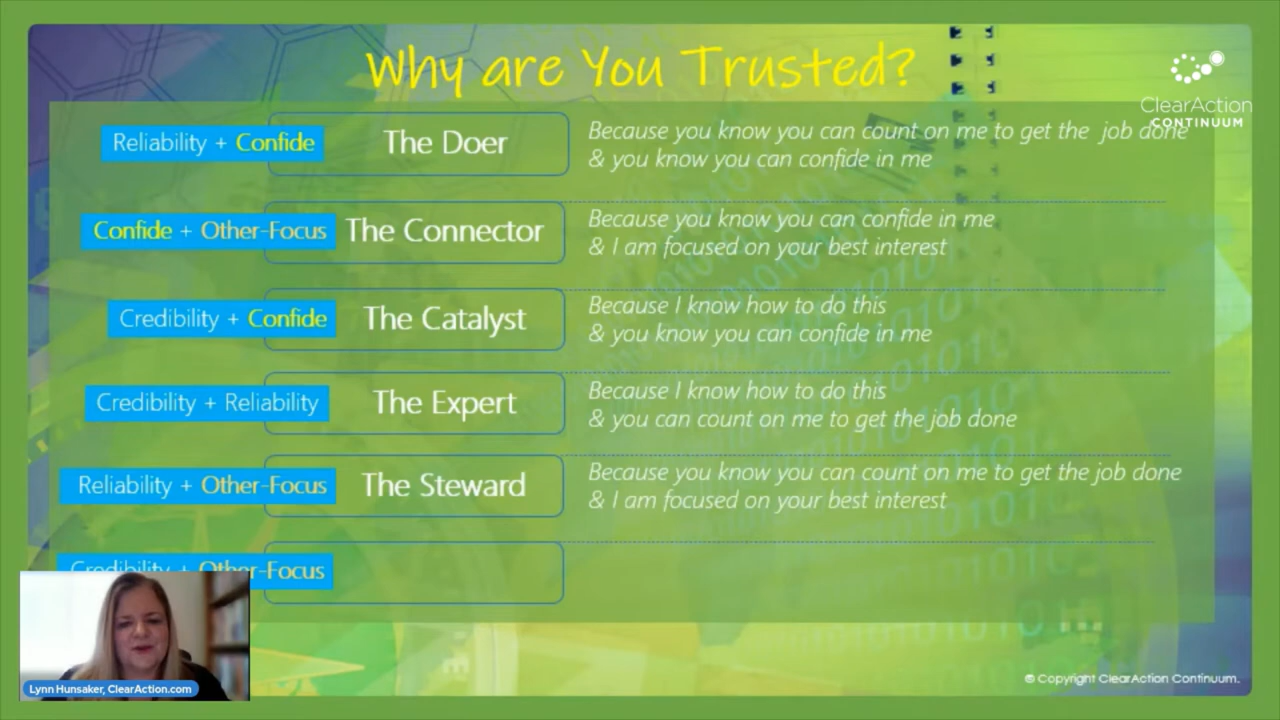 Why are You Trusted?
ClearAction
CONTINUUM
Reliability + Confide
The Doer
Because you know you can count on me to get the job done
& you know you can confide in me
Confide + Other-Focus
The Connector
Because you know you can confide in me
& I am focused on your best interest
Credibility + Confide
The Catalyst
Because I know how to do this
& you know you can confide in me
Credibility + Reliability
The Expert
Because I know how to do this
& you can count on me to get the job done
Reliability + Other-Focus
The Steward
Because you know you can count on me to get the job done
& I am focused on your best interest
Credibility + Other-Focus
Lynn Hunsaker, ClearAction.com
© Copyright ClearAction Continuum.